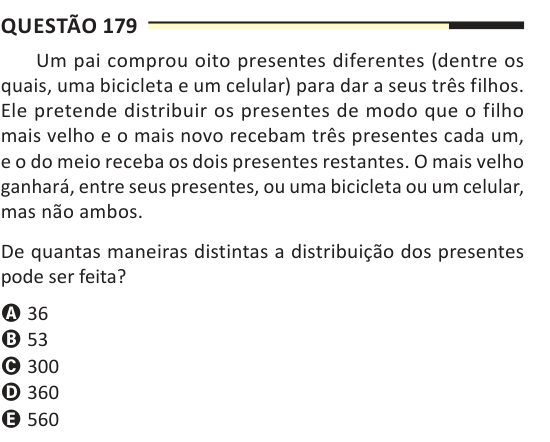 QUESTÃO 179
Um pai comprou oito presentes diferentes (dentre os
quais, uma bicicleta e um celular) para dar a seus três filhos.
Ele pretende distribuir os presentes de modo que o filho
mais velho e o mais novo recebam três presentes cada um,
e o do meio receba os dois presentes restantes. O mais velho
ganhará, entre seus presentes, ou uma bicicleta ou um celular,
mas não ambos.
De quantas maneiras distintas a distribuição dos presentes
pode ser feita?
A 36
B 53
C 300
D 360
E 560